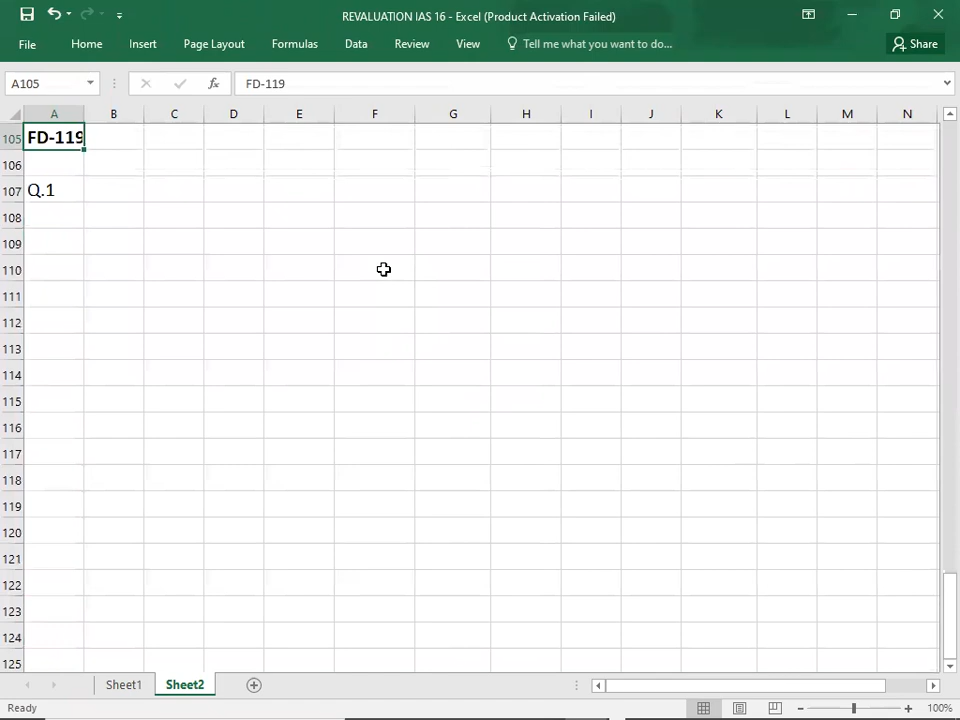 REVALUATION IAS 16 - Excel (Product Activation Failed)
File Home Insert Page Layout Formulas Data Review View Tell me what you want to do... Share
A105 fx FD-119
A B C D E F G H I J K L M N
105 FD-119
106
107 Q.1
108
109
110
111
112
113
114
115
116
117
118
119
120
121
122
123
124
125
Sheet1 Sheet2
Ready 100%